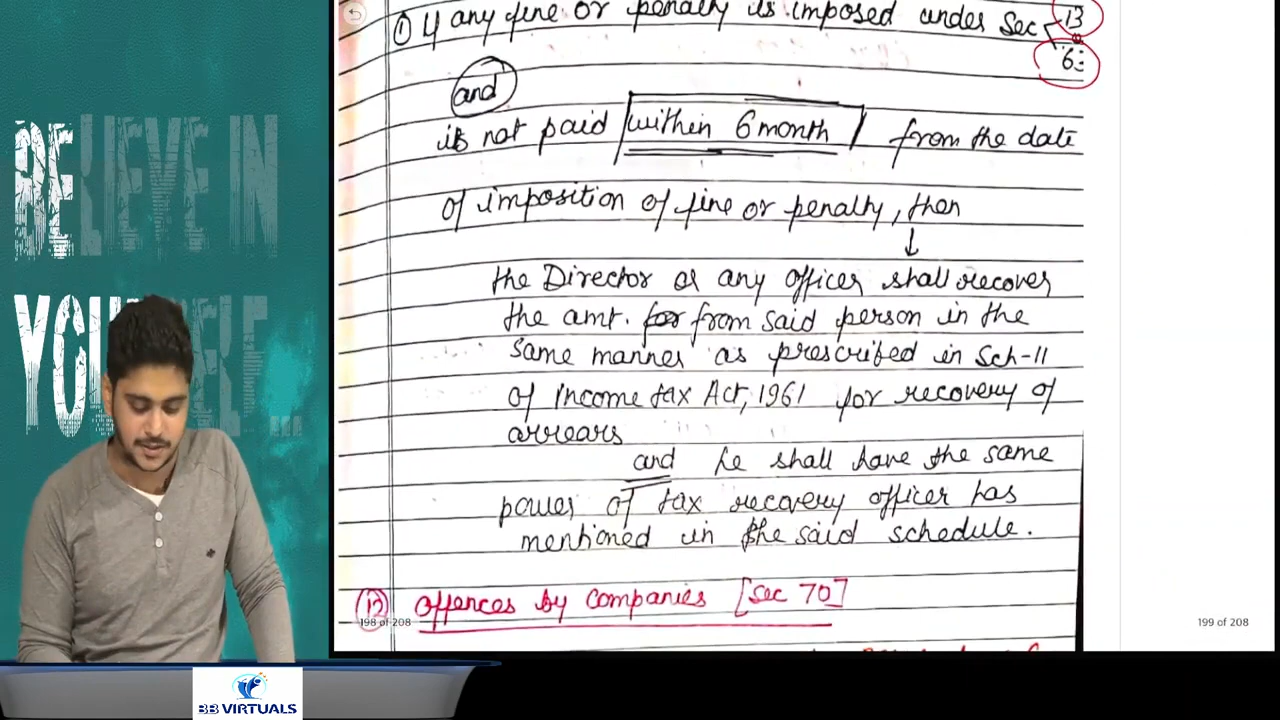 BELIEVE IN
① If any fine or penalty is imposed under Sec 13
6
and
is not paid within 6 month from the date
of imposition of fine or penalty, then
↓
the Director or any officer shall recover
the amt. for from said person in the
same manner as prescribed in Sch-11
of Income tax Act, 1961 for recovery of
arrears
and he shall have the same
power of tax recovery officer has
mentioned in the said schedule.
⑫ Offences by Companies [Sec 70]
198 of 208
199 of 208
BB VIRTUALS